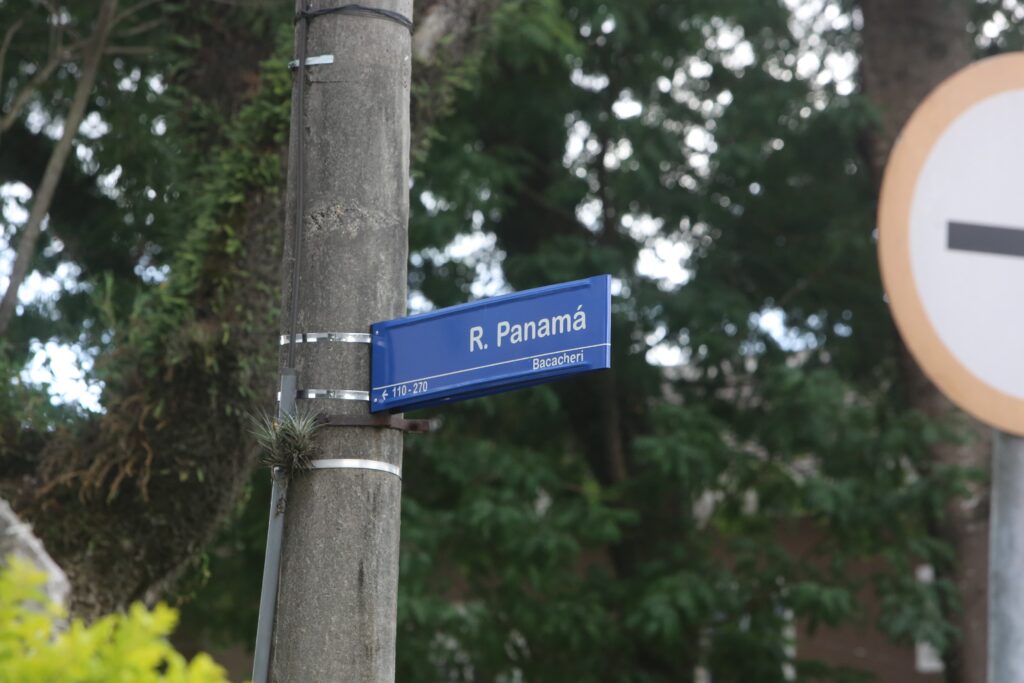 R. Panamá
Bacacheri
← 110 - 270